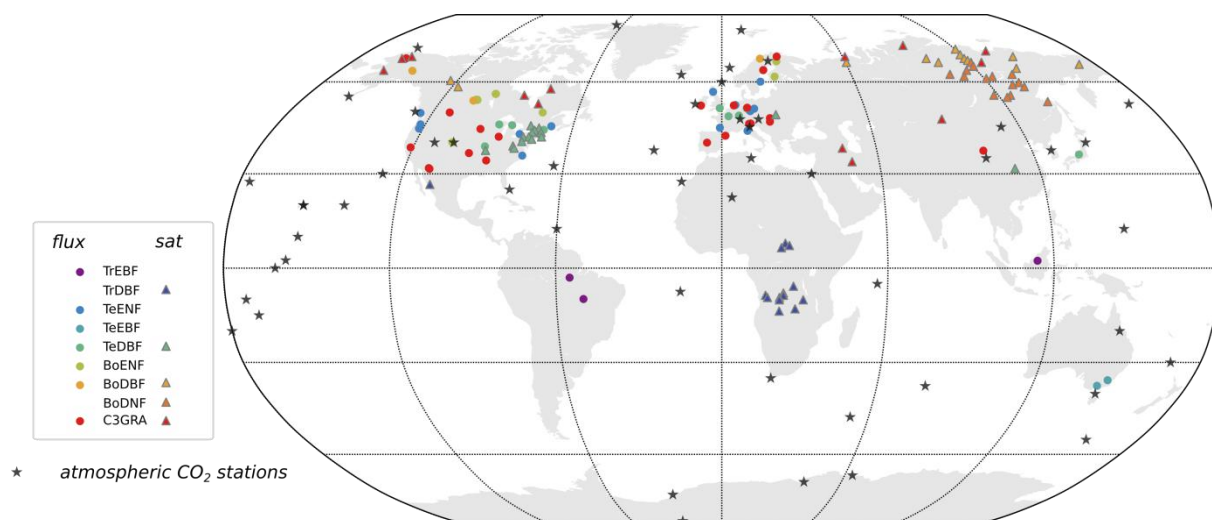 flux sat
TrEBF
TrDBF
TeENF
TeEBF
TeDBF
BoENF
BoDBF
BoDNF
C3GRA
atmospheric CO₂ stations